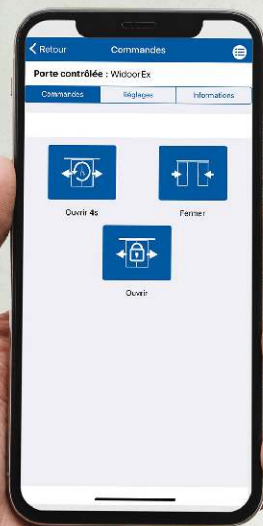 Retour Commandes
Porte contrôlée : WidoorEx
Commandes Réglages Informations
Ouvrir 4s Fermer
Ouvrir